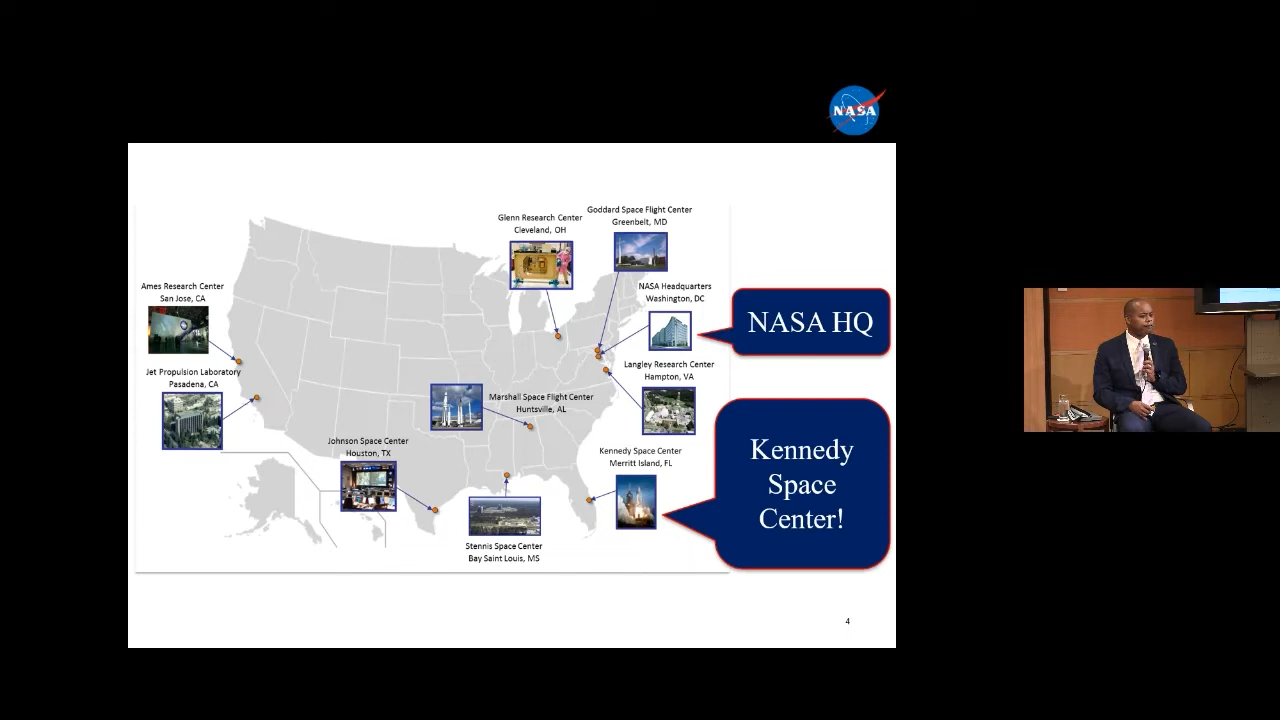 NASA
Goddard Space Flight Center
Greenbelt, MD
Glenn Research Center
Cleveland, OH
Ames Research Center
San Jose, CA
NASA Headquarters
Washington, DC
NASA HQ
Jet Propulsion Laboratory
Pasadena, CA
Langley Research Center
Hampton, VA
Marshall Space Flight Center
Huntsville, AL
Johnson Space Center
Houston, TX
Kennedy Space Center
Merritt Island, FL
Kennedy
Space
Center!
Stennis Space Center
Bay Saint Louis, MS
4